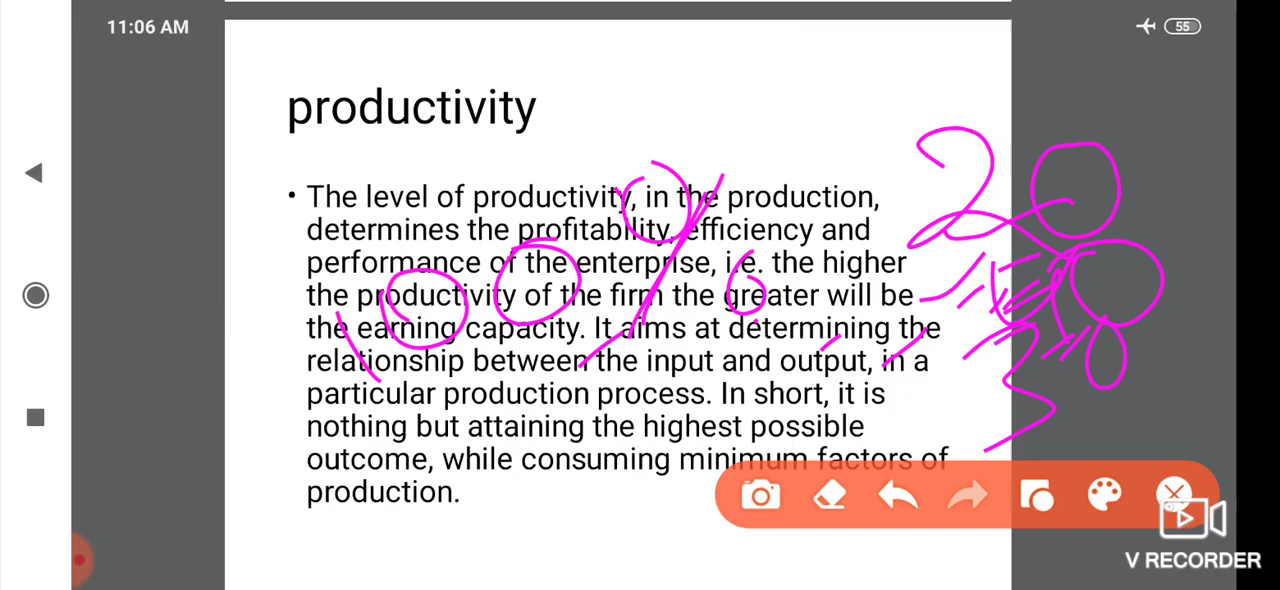 11:06 AM
55
productivity
• The level of productivity, in the production,
determines the profitability, efficiency and
performance of the enterprise, i.e. the higher
the productivity of the firm the greater will be
the earning capacity. It aims at determining the
relationship between the input and output, in a
particular production process. In short, it is
nothing but attaining the highest possible
outcome, while consuming minimum factors of
production.
100%
20
V RECORDER